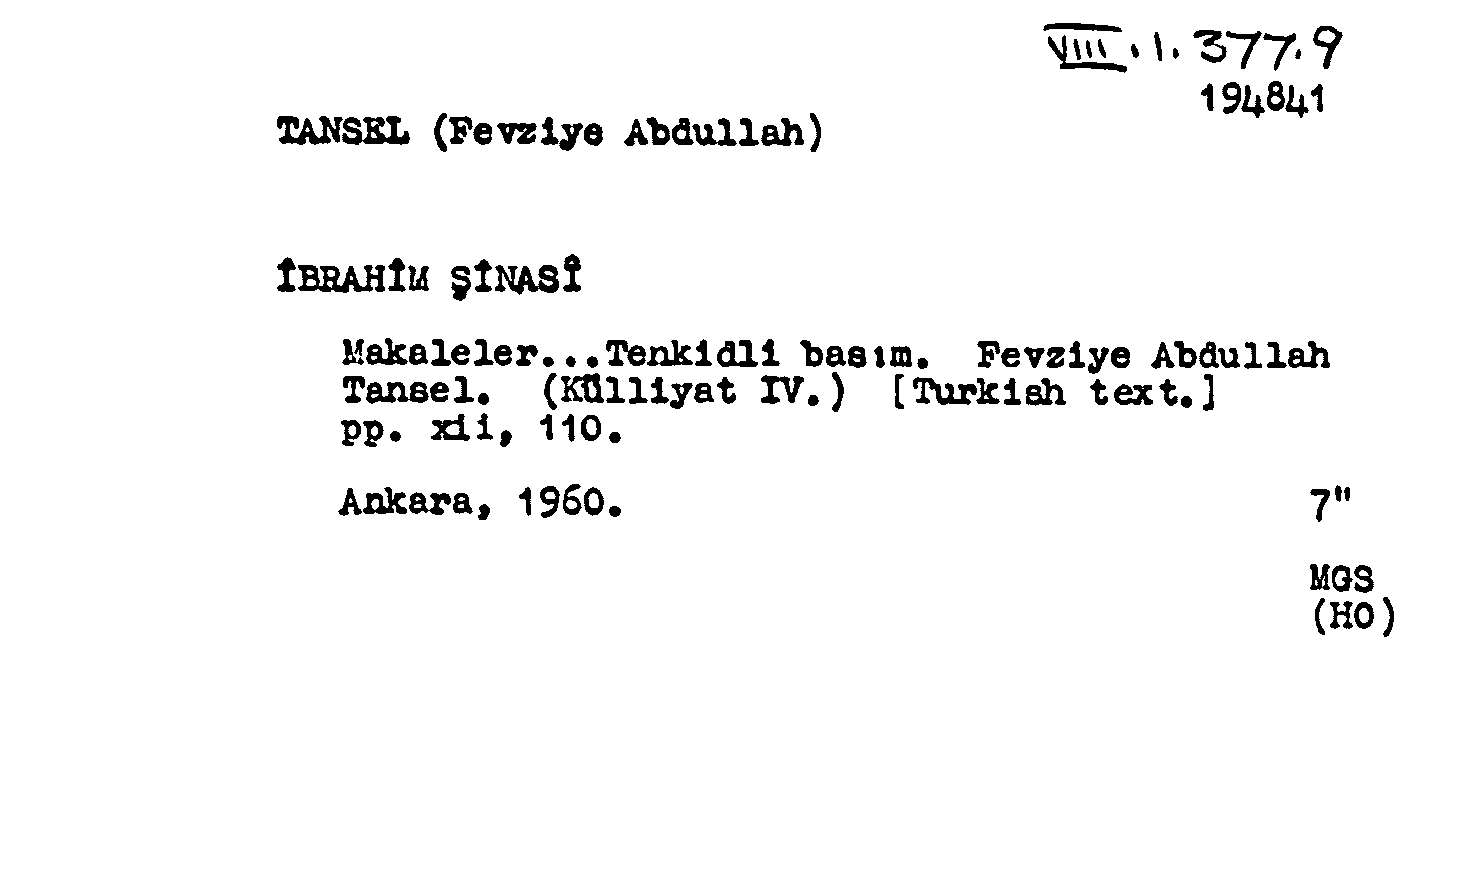 VIII.1.377.9
194841
TANSEL (Fevziye Abdullah)
İBRAHİM ŞİNASÎ
Makaleler...Tenkidli basım. Fevziye Abdullah
Tansel. (Külliyat IV.) [Turkish text.]
pp. xii, 110.
Ankara, 1960. 7"
MGS
(HO)